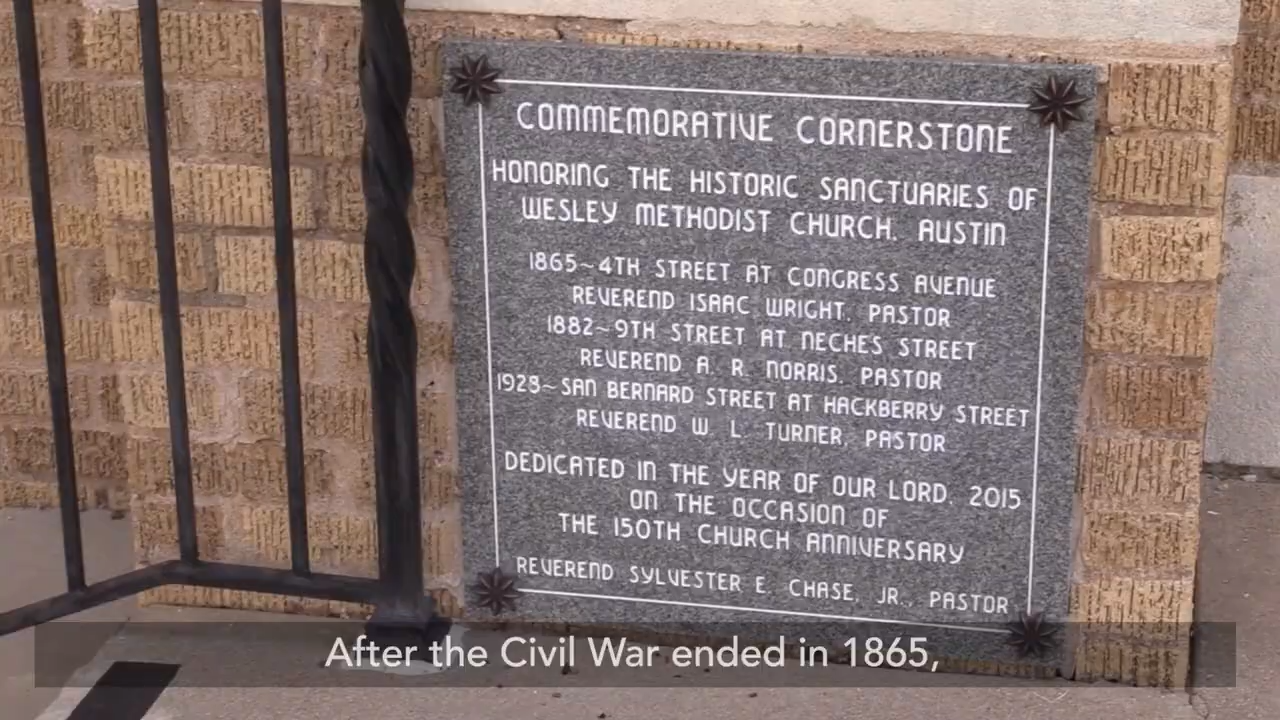 COMMEMORATIVE CORNERSTONE
HONORING THE HISTORIC SANCTUARIES OF
WESLEY METHODIST CHURCH, AUSTIN
1865~4TH STREET AT CONGRESS AVENUE
REVEREND ISAAC WRIGHT, PASTOR
1882~9TH STREET AT NECHES STREET
REVEREND A. R. NORRIS, PASTOR
1928~SAN BERNARD STREET AT HACKBERRY STREET
REVEREND W. L. TURNER, PASTOR
DEDICATED IN THE YEAR OF OUR LORD, 2015
ON THE OCCASION OF
THE 150TH CHURCH ANNIVERSARY
REVEREND SYLVESTER E. CHASE, JR., PASTOR
After the Civil War ended in 1865,